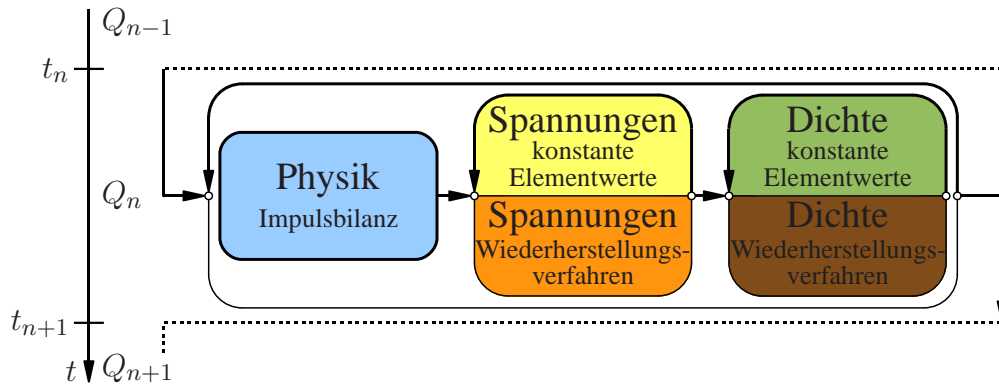 Q_{n-1}
t_n
Q_n
Physik
Impulsbilanz
Spannungen
konstante
Elementwerte
Spannungen
Wiederherstellungs-
verfahren
Dichte
konstante
Elementwerte
Dichte
Wiederherstellungs-
verfahren
t_{n+1}
t
Q_{n+1}